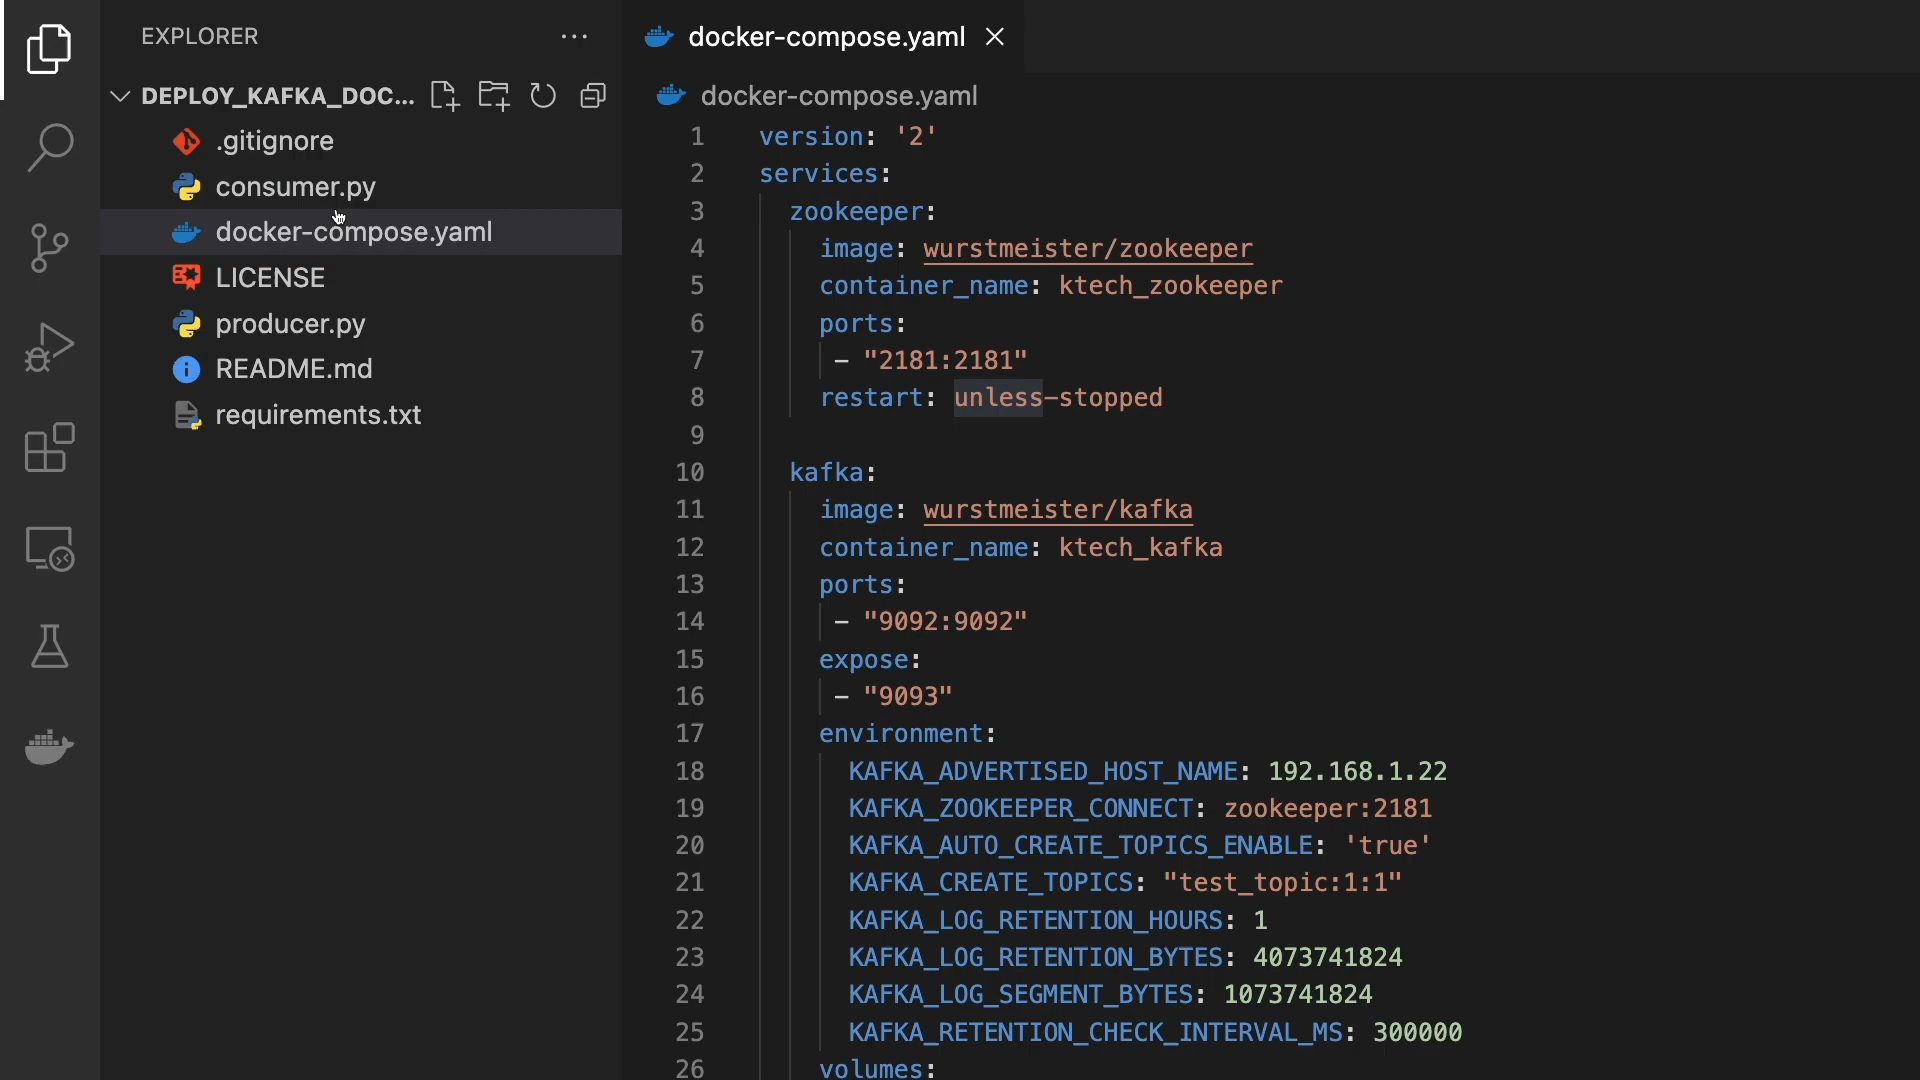 EXPLORER
DEPLOY_KAFKA_DOC...
.gitignore
consumer.py
docker-compose.yaml
LICENSE
producer.py
README.md
requirements.txt
docker-compose.yaml
docker-compose.yaml
1 version: '2'
2 services:
3 zookeeper:
4 image: wurstmeister/zookeeper
5 container_name: ktech_zookeeper
6 ports:
7 - "2181:2181"
8 restart: unless-stopped
9
10 kafka:
11 image: wurstmeister/kafka
12 container_name: ktech_kafka
13 ports:
14 - "9092:9092"
15 expose:
16 - "9093"
17 environment:
18 KAFKA_ADVERTISED_HOST_NAME: 192.168.1.22
19 KAFKA_ZOOKEEPER_CONNECT: zookeeper:2181
20 KAFKA_AUTO_CREATE_TOPICS_ENABLE: 'true'
21 KAFKA_CREATE_TOPICS: "test_topic:1:1"
22 KAFKA_LOG_RETENTION_HOURS: 1
23 KAFKA_LOG_RETENTION_BYTES: 4073741824
24 KAFKA_LOG_SEGMENT_BYTES: 1073741824
25 KAFKA_RETENTION_CHECK_INTERVAL_MS: 300000
26 volumes: